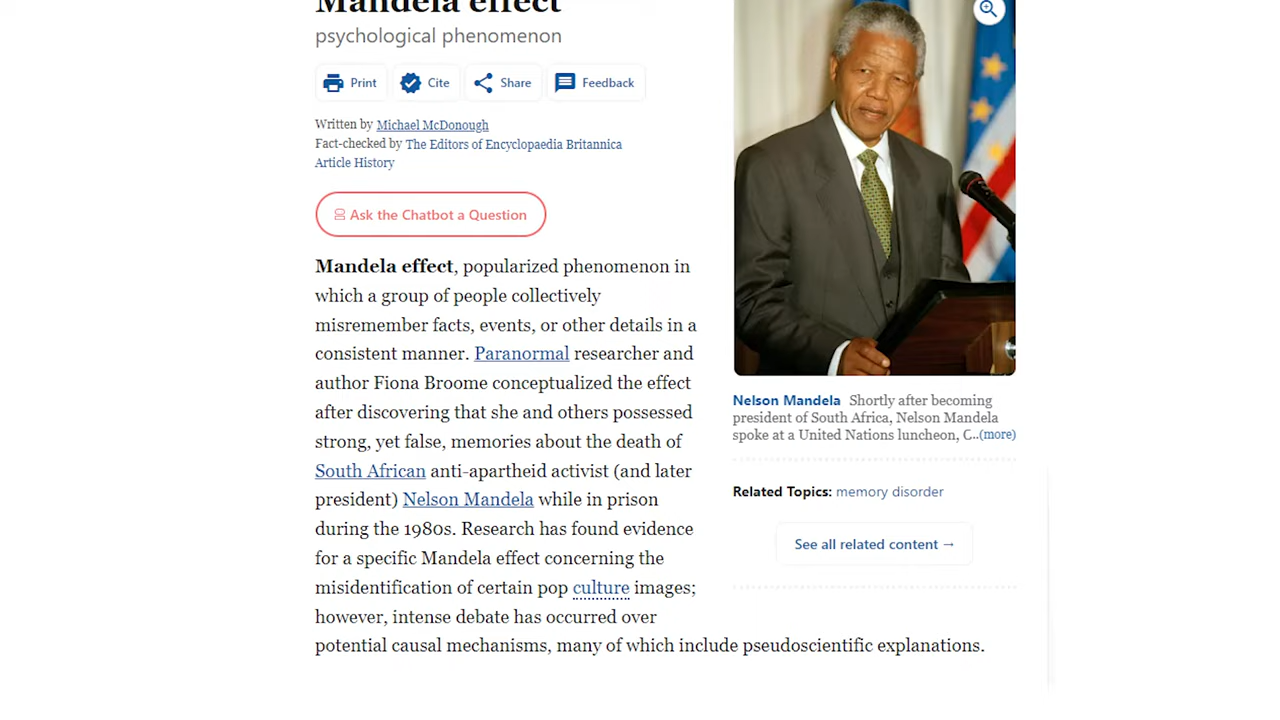 Mandela effect
psychological phenomenon
Print
Cite
Share
Feedback
Written by Michael McDonough
Fact-checked by The Editors of Encyclopaedia Britannica
Article History
Ask the Chatbot a Question
Mandela effect, popularized phenomenon in
which a group of people collectively
misremember facts, events, or other details in a
consistent manner. Paranormal researcher and
author Fiona Broome conceptualized the effect
after discovering that she and others possessed
strong, yet false, memories about the death of
South African anti-apartheid activist (and later
president) Nelson Mandela while in prison
during the 1980s. Research has found evidence
for a specific Mandela effect concerning the
misidentification of certain pop culture images;
however, intense debate has occurred over
potential causal mechanisms, many of which include pseudoscientific explanations.
Nelson Mandela Shortly after becoming
president of South Africa, Nelson Mandela
spoke at a United Nations luncheon, C...(more)
Related Topics: memory disorder
See all related content →